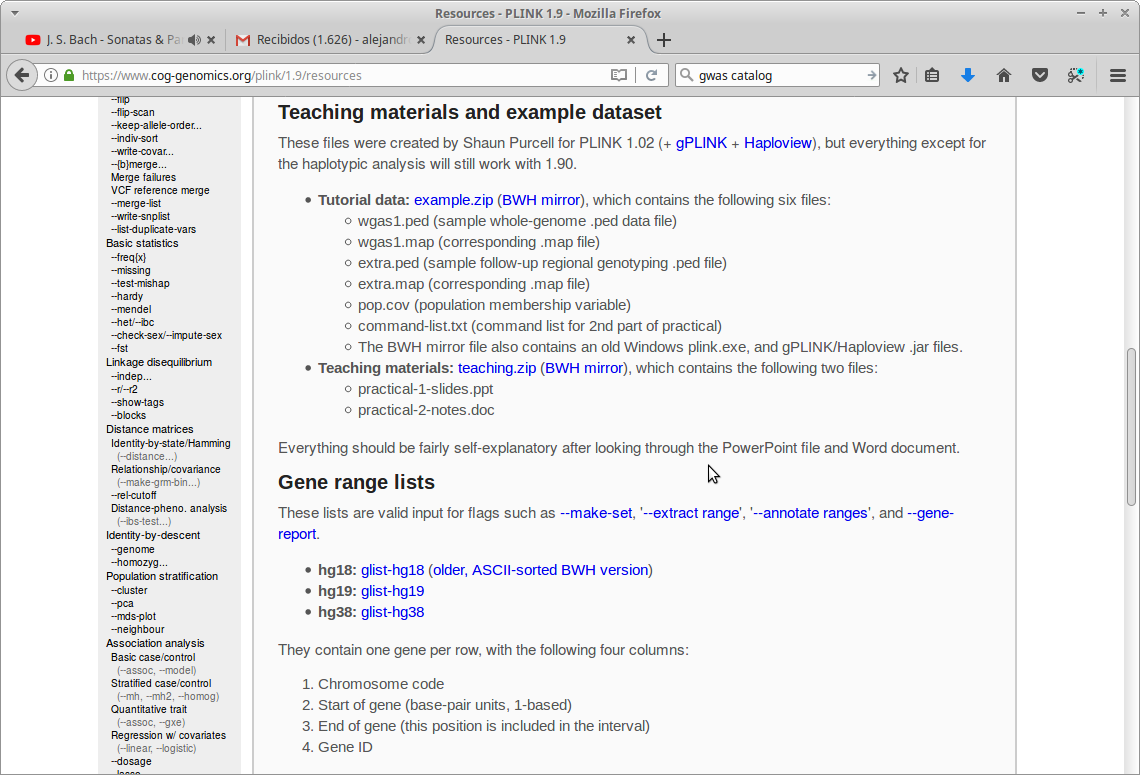 Resources - PLINK 1.9 - Mozilla Firefox
J. S. Bach - Sonatas & Pa
Recibidos (1.626) - alejandr
Resources - PLINK 1.9
https://www.cog-genomics.org/plink/1.9/resources
gwas catalog
--flip
--flip-scan
--keep-allele-order...
--indiv-sort
--write-covar...
--{b}merge...
Merge failures
VCF reference merge
--merge-list
--write-snplist
--list-duplicate-vars
Basic statistics
--freq{x}
--missing
--test-mishap
--hardy
--mendel
--het/--ibc
--check-sex/--impute-sex
--fst
Linkage disequilibrium
--indep...
--r/--r2
--show-tags
--blocks
Distance matrices
Identity-by-state/Hamming
(--distance...)
Relationship/covariance
(--make-grm-bin...)
--rel-cutoff
Distance-pheno. analysis
(--ibs-test...)
Identity-by-descent
--genome
--homozyg...
Population stratification
--cluster
--pca
--mds-plot
--neighbour
Association analysis
Basic case/control
(--assoc, --model)
Stratified case/control
(--mh, --mh2, --homog)
Quantitative trait
(--assoc, --gxe)
Regression w/ covariates
(--linear, --logistic)
--dosage
--lasso
Teaching materials and example dataset
These files were created by Shaun Purcell for PLINK 1.02 (+ gPLINK + Haploview), but everything except for
the haplotypic analysis will still work with 1.90.
• Tutorial data: example.zip (BWH mirror), which contains the following six files:
◦ wgas1.ped (sample whole-genome .ped data file)
◦ wgas1.map (corresponding .map file)
◦ extra.ped (sample follow-up regional genotyping .ped file)
◦ extra.map (corresponding .map file)
◦ pop.cov (population membership variable)
◦ command-list.txt (command list for 2nd part of practical)
◦ The BWH mirror file also contains an old Windows plink.exe, and gPLINK/Haploview .jar files.
• Teaching materials: teaching.zip (BWH mirror), which contains the following two files:
◦ practical-1-slides.ppt
◦ practical-2-notes.doc
Everything should be fairly self-explanatory after looking through the PowerPoint file and Word document.
Gene range lists
These lists are valid input for flags such as --make-set, '--extract range', '--annotate ranges', and --gene-
report.
• hg18: glist-hg18 (older, ASCII-sorted BWH version)
• hg19: glist-hg19
• hg38: glist-hg38
They contain one gene per row, with the following four columns:
1. Chromosome code
2. Start of gene (base-pair units, 1-based)
3. End of gene (this position is included in the interval)
4. Gene ID